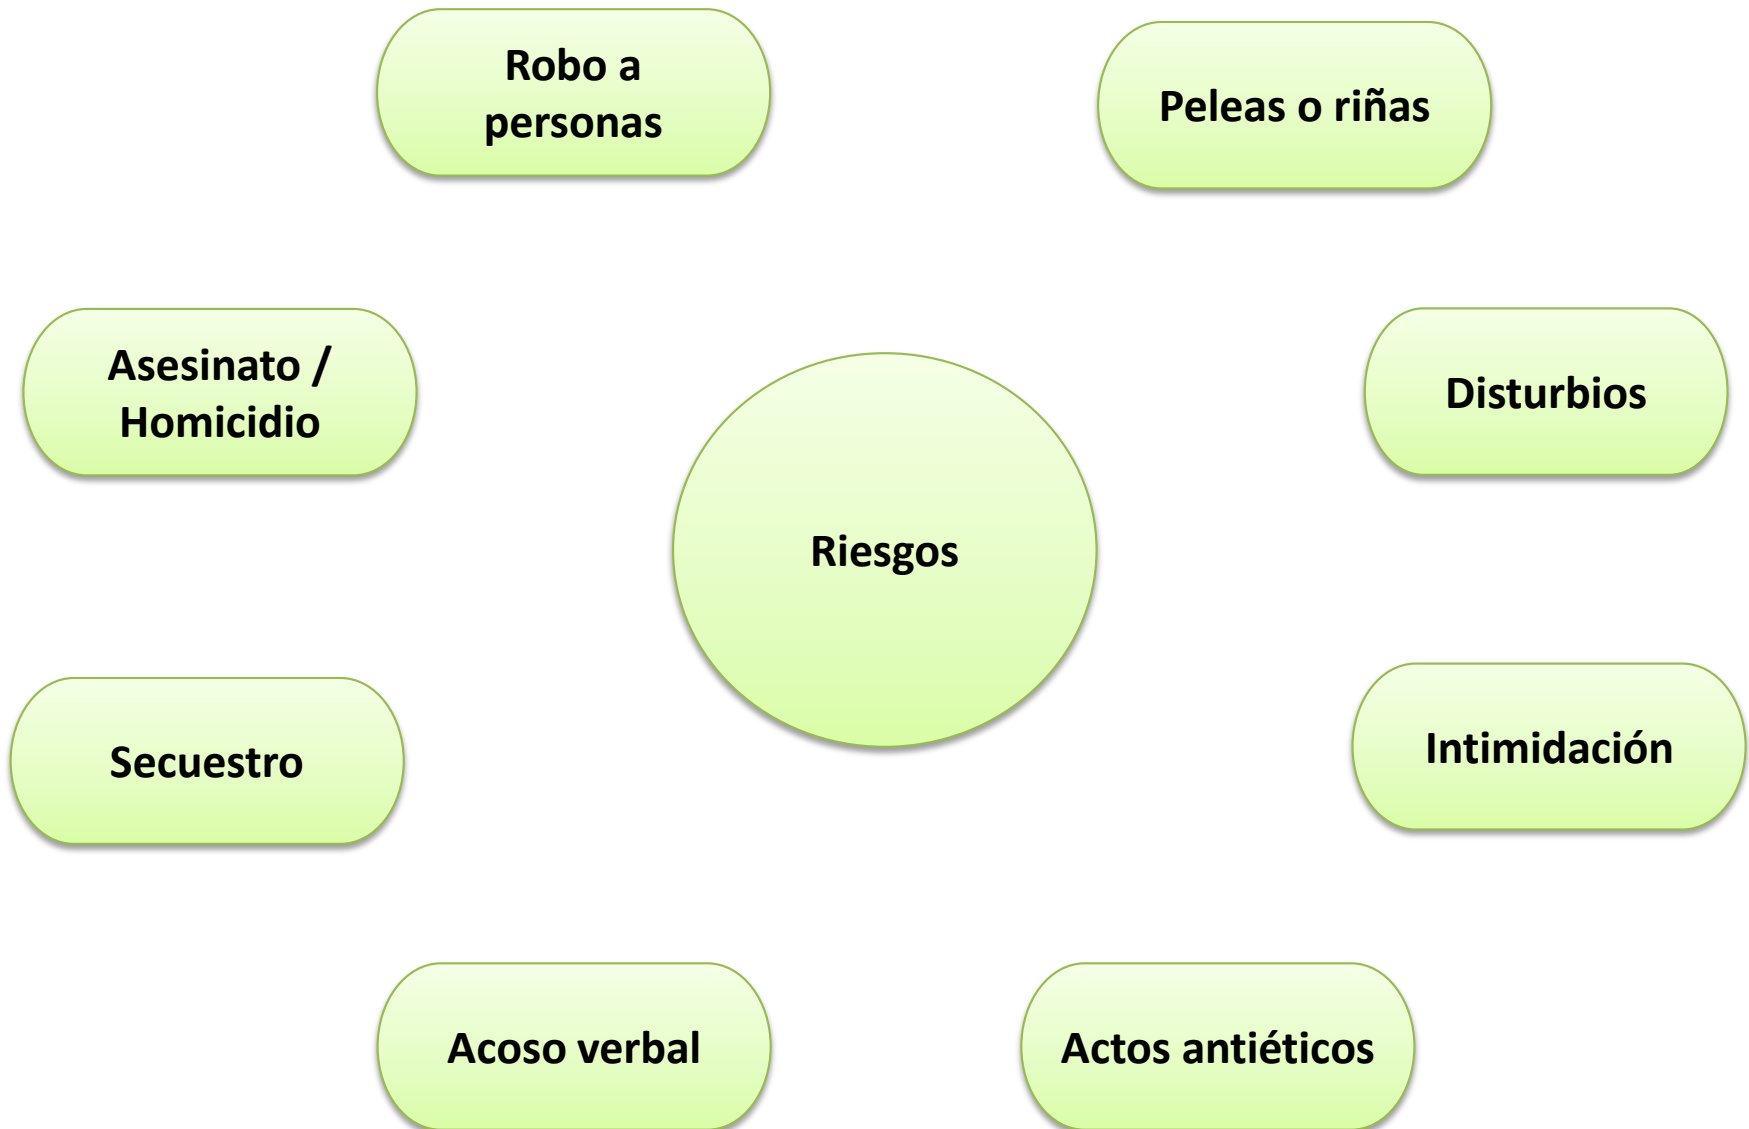 Robo a
personas
Peleas o riñas
Asesinato /
Homicidio
Disturbios
Riesgos
Secuestro
Intimidación
Acoso verbal
Actos antiéticos